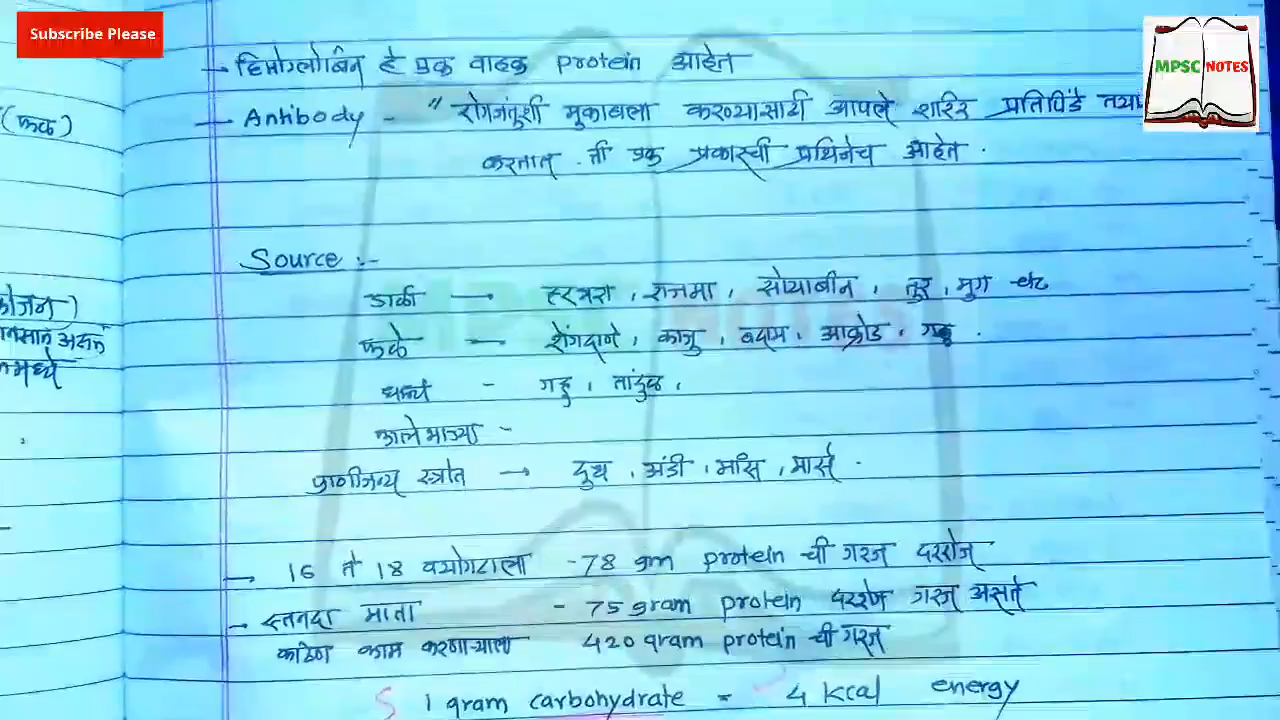 Subscribe Please
MPSC NOTES
→ हिमोग्लोबिन हे एक वाहक protein आहेत
(फळ)
→ Antibody - " रोगजंतुशी मुकाबला करण्यासाठी आपले शरिर प्रतिपिंडे तया
करतात. ती एक प्रकारची प्रथिनेच आहेत.
Source :-
डाळी → हरभरा, राजमा, सोयाबीन, तुर, मुग etc
फळे - शेंगदाणे, काजु, बदाम, आक्रोड,
धान्य - गहु, तांदुळ,
मध्ये
पालेभाज्या -
प्राणीजन्य स्त्रोत → दुध, अंडी, मांस, मासे.
→ 16 ते 18 वयोगटाला - 78 gm protein ची गरज दररोज
→ स्तनदा माता - 75 gram protein दररोज गरज असते
कठिण काम करणाऱ्याला 420 gram protein ची गरज
1 gram carbohydrate = 4 kcal energy